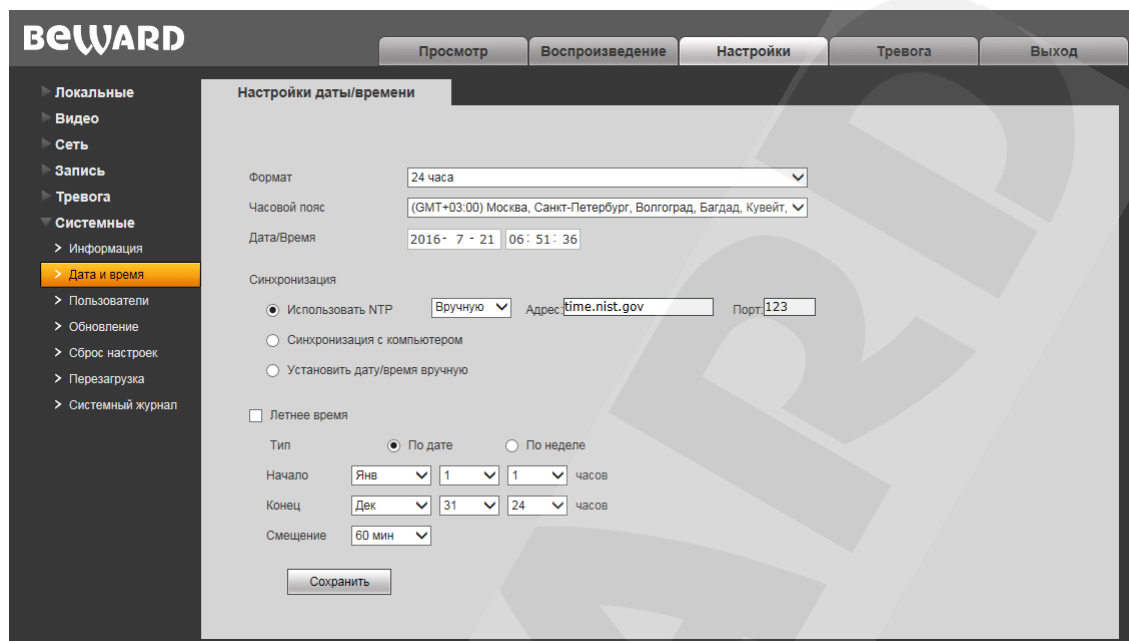 BEWARD
Просмотр Воспроизведение Настройки Тревога Выход
Локальные
Видео
Сеть
Запись
Тревога
Системные
Информация
Дата и время
Пользователи
Обновление
Сброс настроек
Перезагрузка
Системный журнал
Настройки даты/времени
Формат 24 часа
Часовой пояс (GMT+03:00) Москва, Санкт-Петербург, Волгоград, Багдад, Кувейт,
Дата/Время 2016- 7 - 21 06: 51: 36
Синхронизация
Использовать NTP Вручную Адрес: time.nist.gov Порт: 123
Синхронизация с компьютером
Установить дату/время вручную
Летнее время
Тип По дате По неделе
Начало Янв 1 1 часов
Конец Дек 31 24 часов
Смещение 60 мин
Сохранить